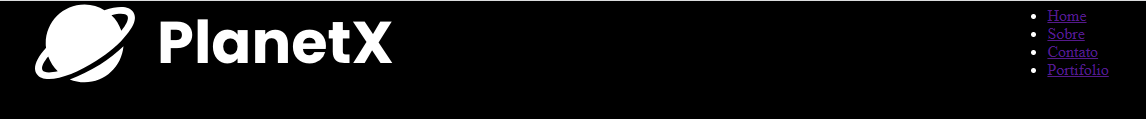 PlanetX
Home
Sobre
Contato
Portifolio